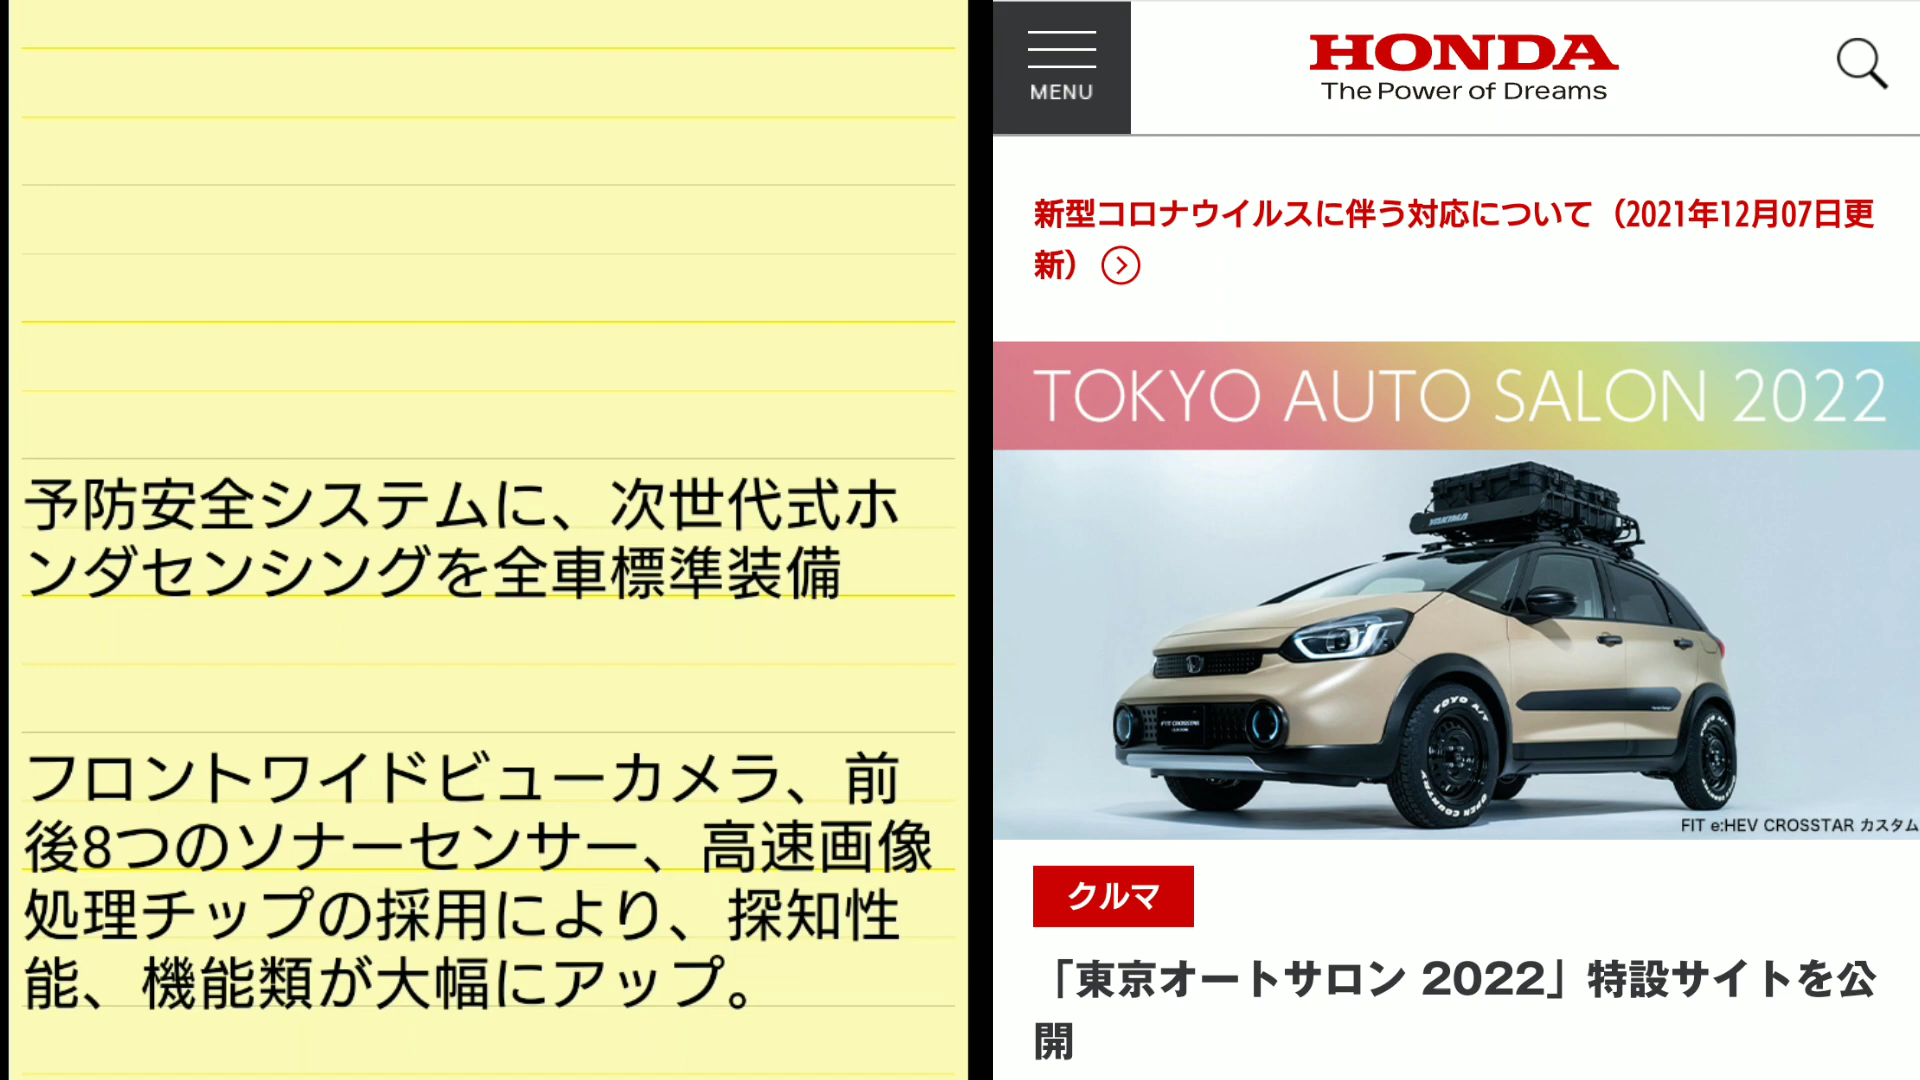 予防安全システムに、次世代式ホ
ンダセンシングを全車標準装備
フロントワイドビューカメラ、前
後8つのソナーセンサー、高速画像
処理チップの採用により、探知性
能、機能類が大幅にアップ。
MENU
HONDA
The Power of Dreams
新型コロナウイルスに伴う対応について（2021年12月07日更
新）
TOKYO AUTO SALON 2022
YAKIMA
TOYO A/T
OPEN COUNTRY
FIT CROSSTAR
FIT e:HEV CROSSTAR カスタム
クルマ
「東京オートサロン 2022」特設サイトを公
開